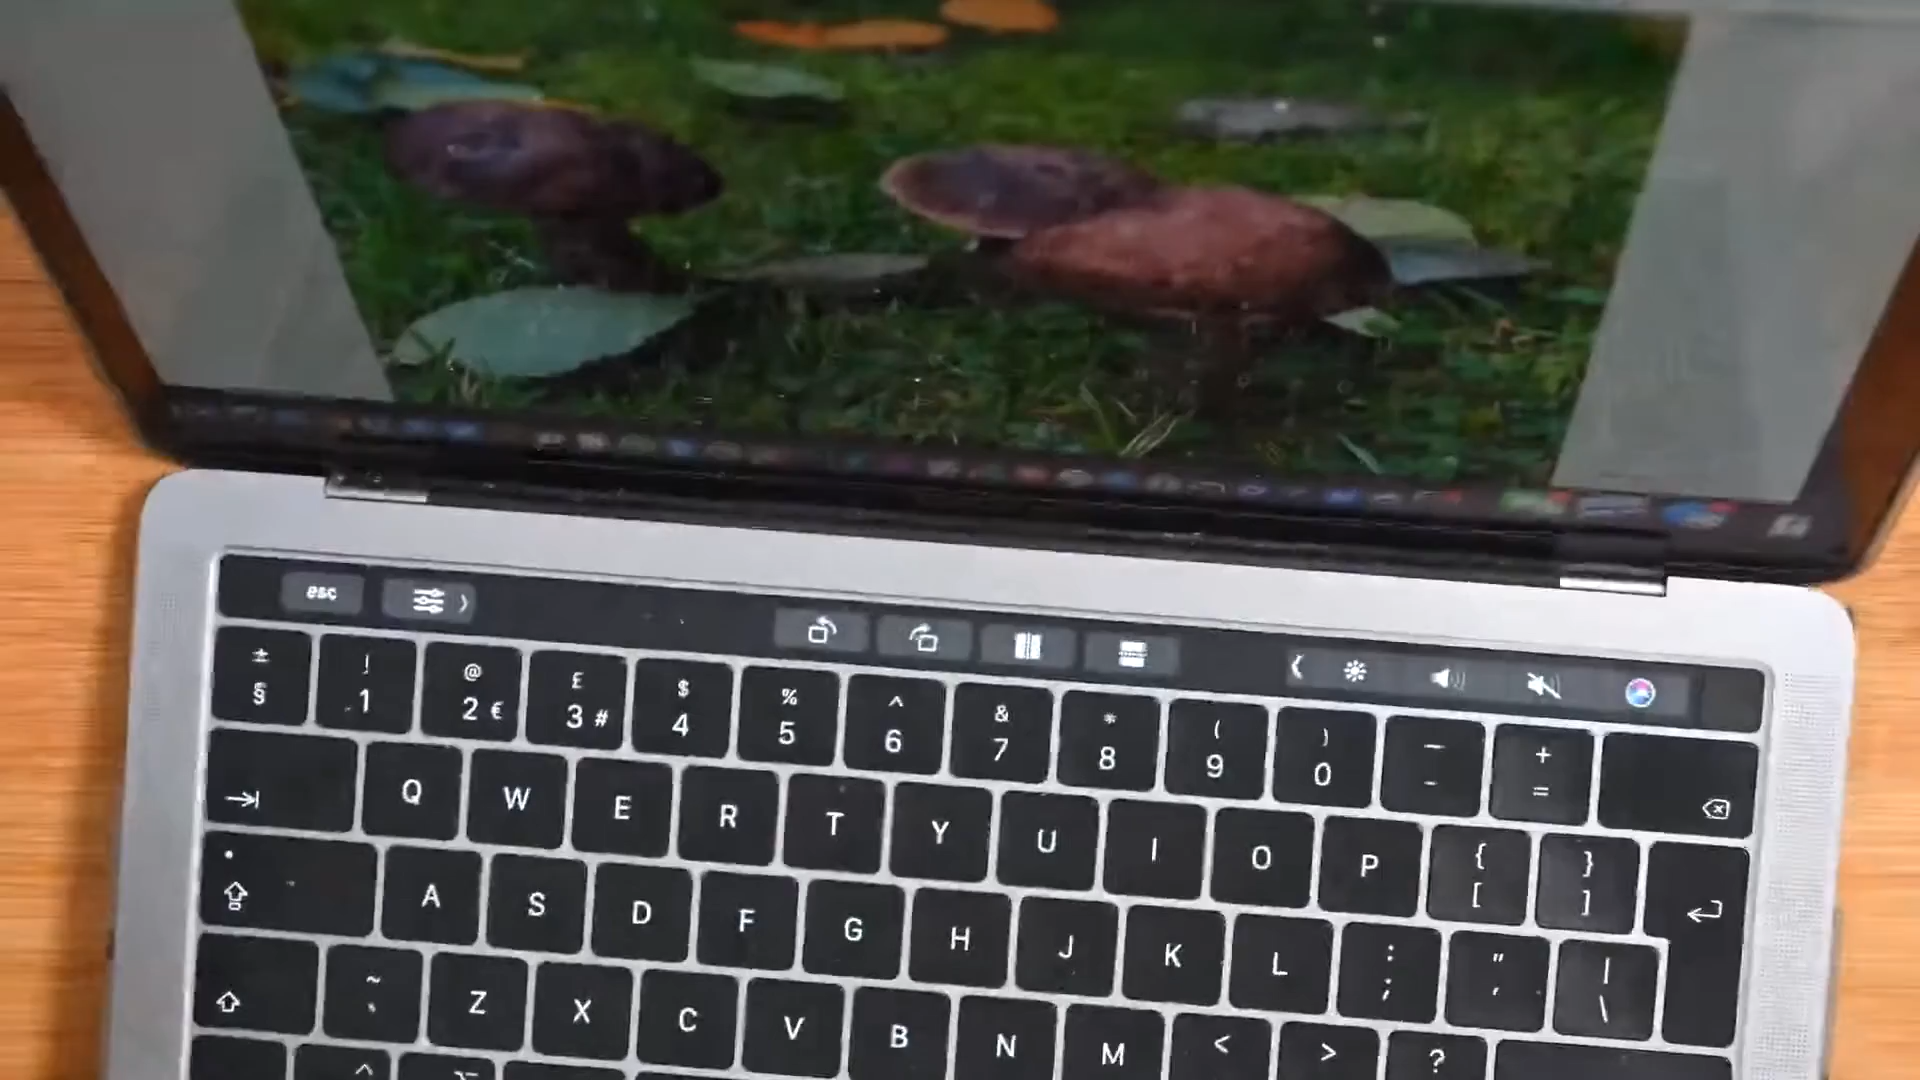 esc
± ! @ £ $ % ^ & * ( ) — +
§ 1 2 € 3 # 4 5 6 7 8 9 0 - =
Q W E R T Y U I O P { }
[ ]
A S D F G H J K L : " |
; ' \
~ Z X C V B N M < > ?
`
^